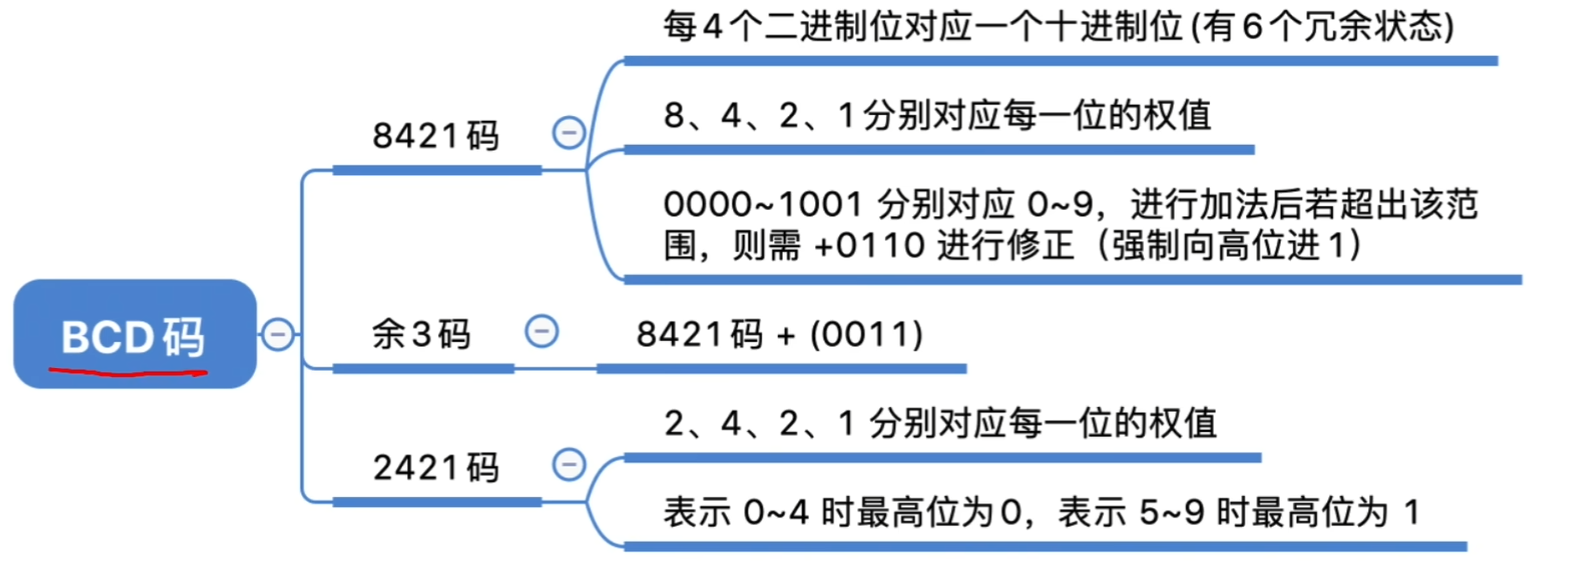 每4个二进制位对应一个十进制位(有6个冗余状态)
8421码
8、4、2、1分别对应每一位的权值
0000~1001 分别对应 0~9，进行加法后若超出该范
围，则需 +0110 进行修正（强制向高位进1）
BCD码
余3码
8421码 + (0011)
2421码
2、4、2、1 分别对应每一位的权值
表示 0~4 时最高位为0，表示 5~9 时最高位为 1